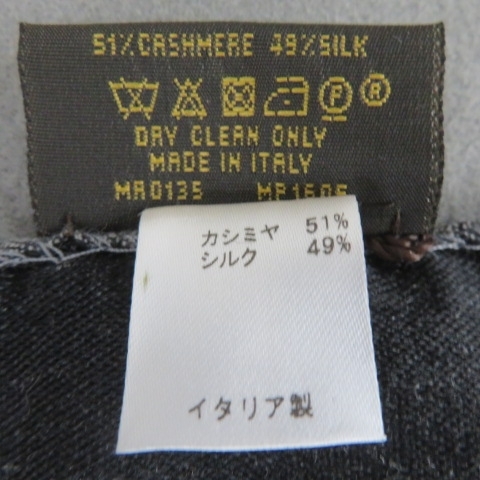 51%CASHMERE 49%SILK
P R
DRY CLEAN ONLY
MADE IN ITALY
MR0135
カシミヤ 51%
シルク 49%
イタリア製